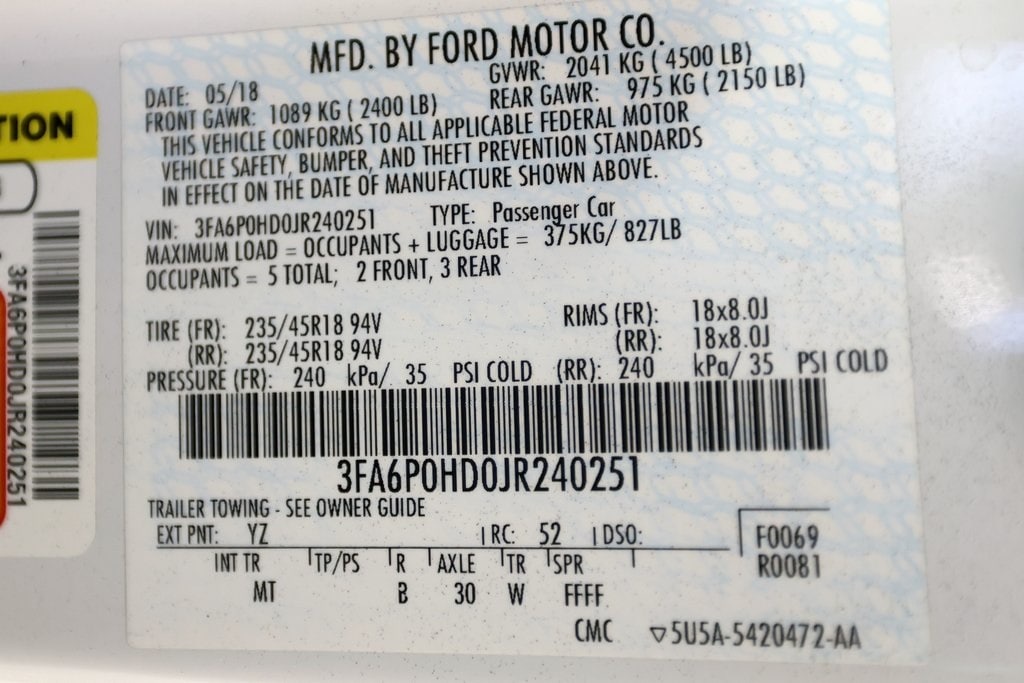 TION
3FA6P0HD0JR240251
MFD. BY FORD MOTOR CO.
DATE: 05/18 GVWR: 2041 KG ( 4500 LB)
FRONT GAWR: 1089 KG ( 2400 LB) REAR GAWR: 975 KG ( 2150 LB)
THIS VEHICLE CONFORMS TO ALL APPLICABLE FEDERAL MOTOR
VEHICLE SAFETY, BUMPER, AND THEFT PREVENTION STANDARDS
IN EFFECT ON THE DATE OF MANUFACTURE SHOWN ABOVE.
VIN: 3FA6P0HD0JR240251 TYPE: Passenger Car
MAXIMUM LOAD = OCCUPANTS + LUGGAGE = 375KG/ 827LB
OCCUPANTS = 5 TOTAL; 2 FRONT, 3 REAR
TIRE (FR): 235/45R18 94V RIMS (FR): 18x8.0J
(RR): 235/45R18 94V (RR): 18x8.0J
PRESSURE (FR): 240 kPa/ 35 PSI COLD (RR): 240 kPa/ 35 PSI COLD
3FA6P0HD0JR240251
TRAILER TOWING - SEE OWNER GUIDE
EXT PNT: YZ RC: 52 DSO: F0069
INT TR TP/PS R AXLE TR SPR R0081
MT B 30 W FFFF
CMC ▽5U5A-5420472-AA